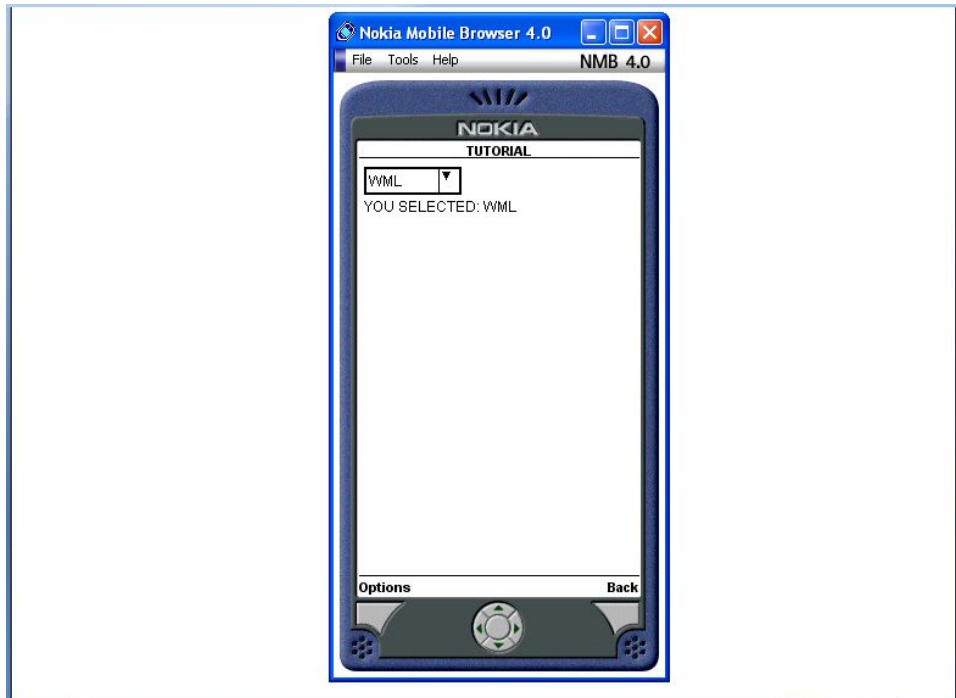 Nokia Mobile Browser 4.0
File Tools Help NMB 4.0
NOKIA
TUTORIAL
WML
YOU SELECTED: WML
Options Back